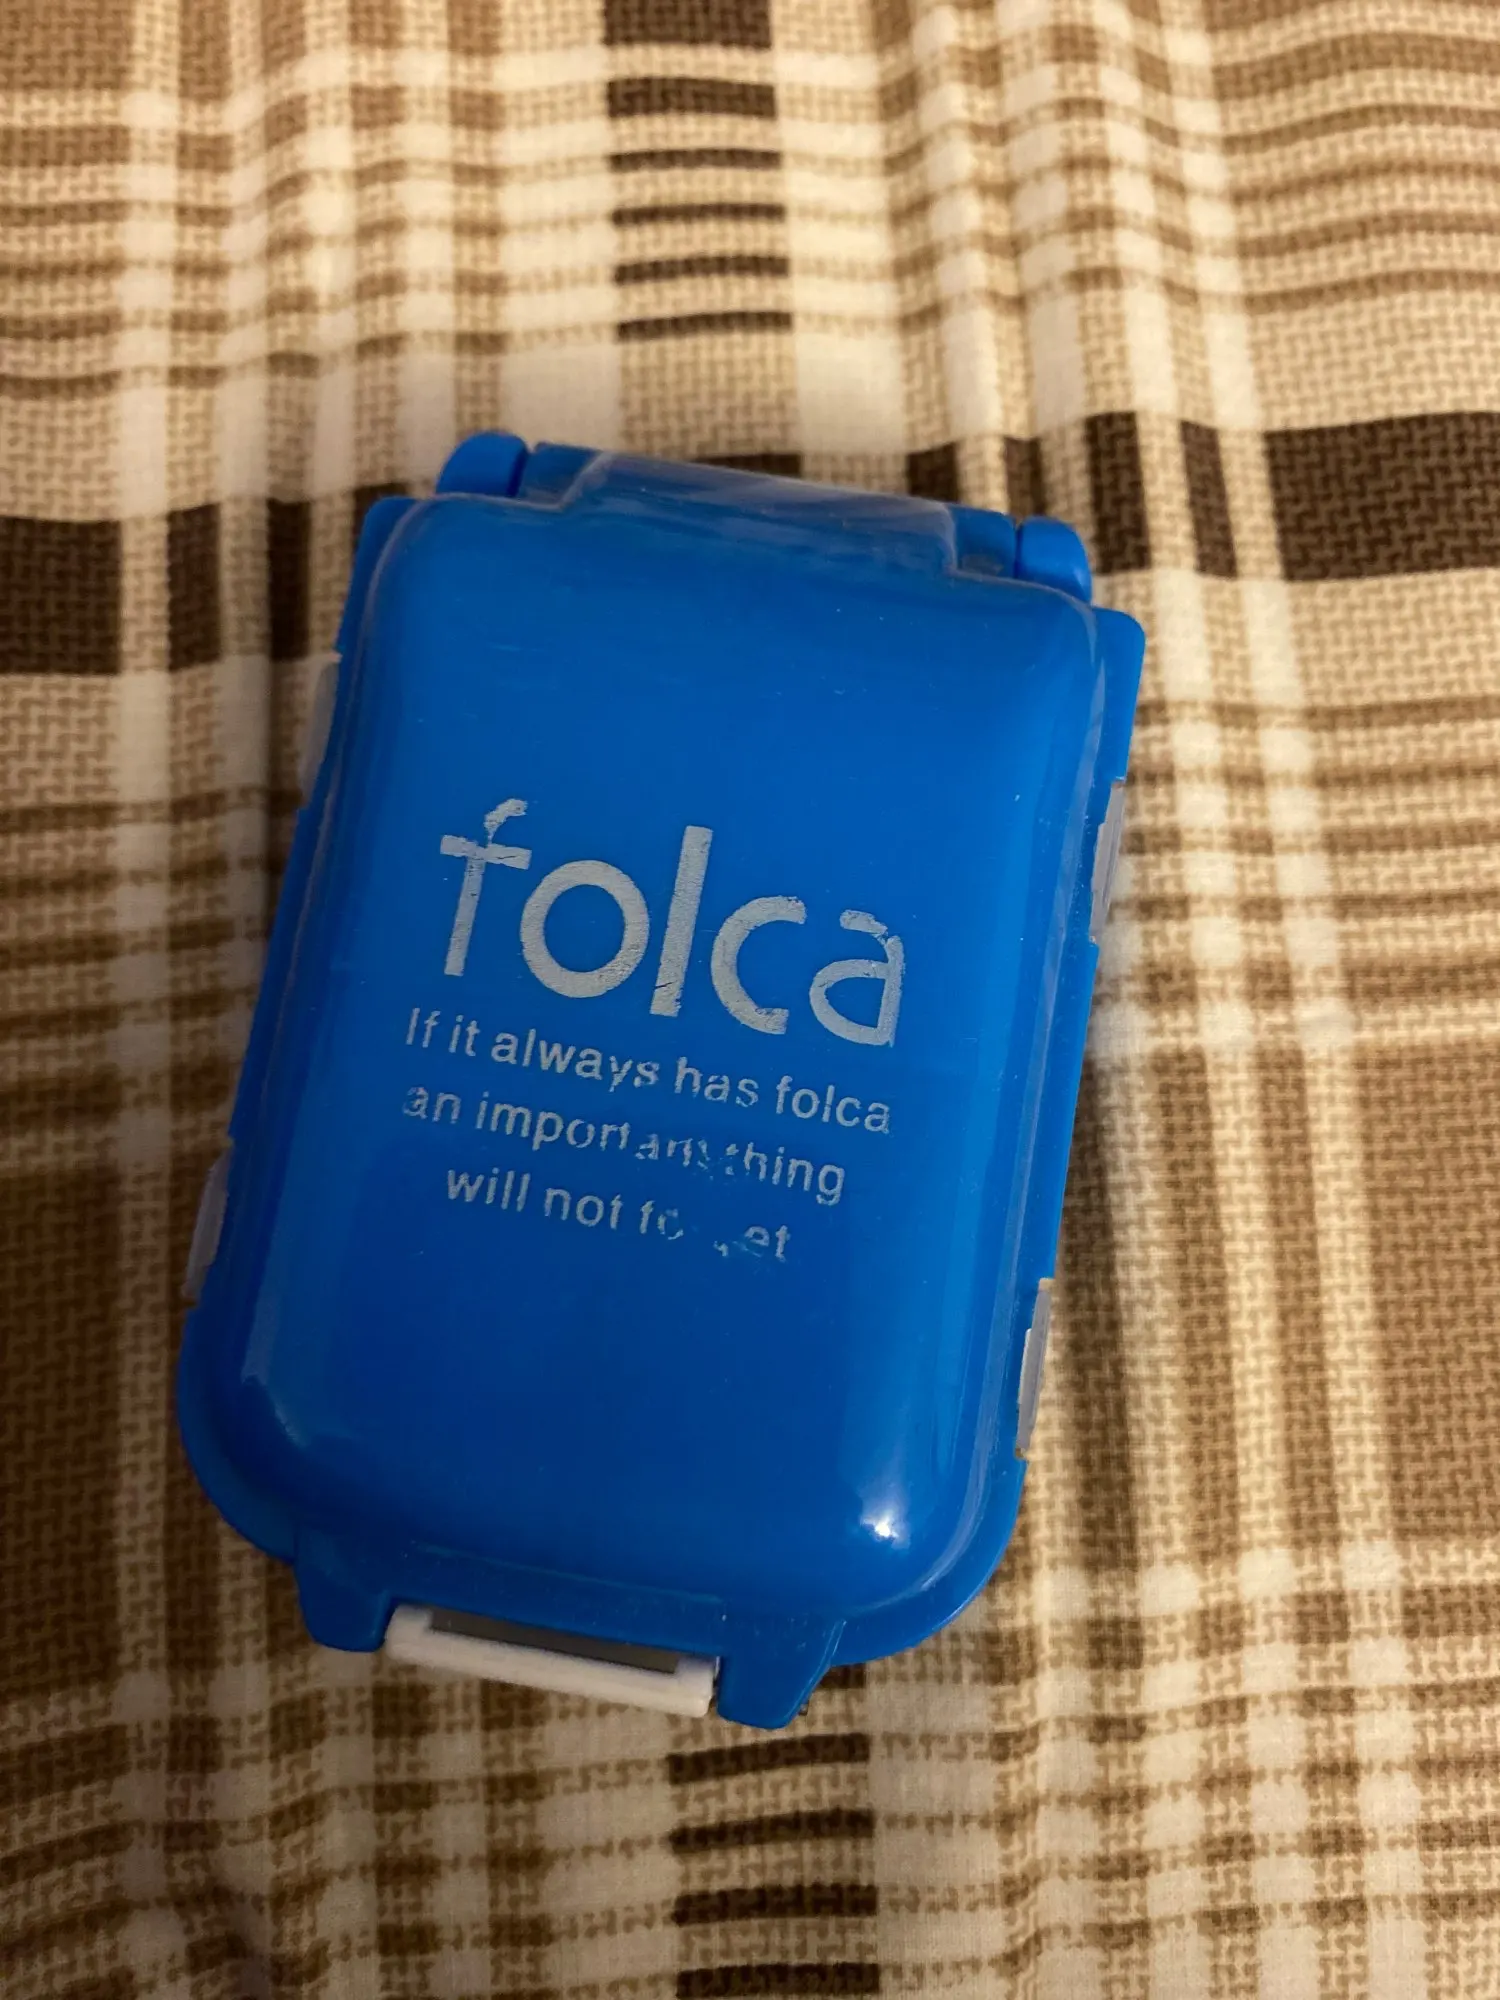 folca
If it always has folca
an important thing
will not forget